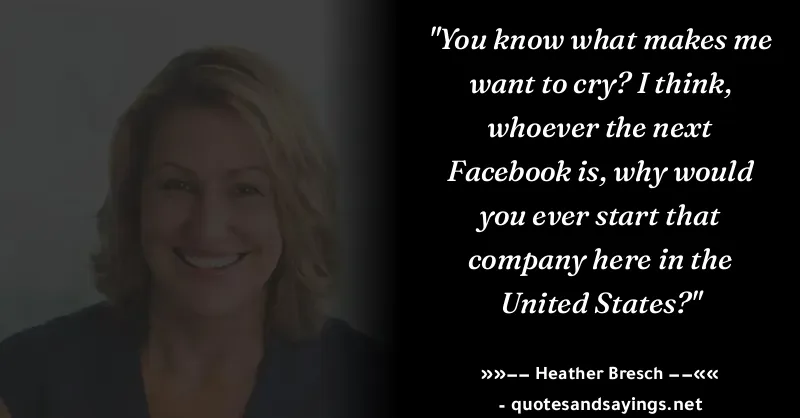 "You know what makes me
want to cry? I think,
whoever the next
Facebook is, why would
you ever start that
company here in the
United States?"
»»−− Heather Bresch −−««
- quotesandsayings.net